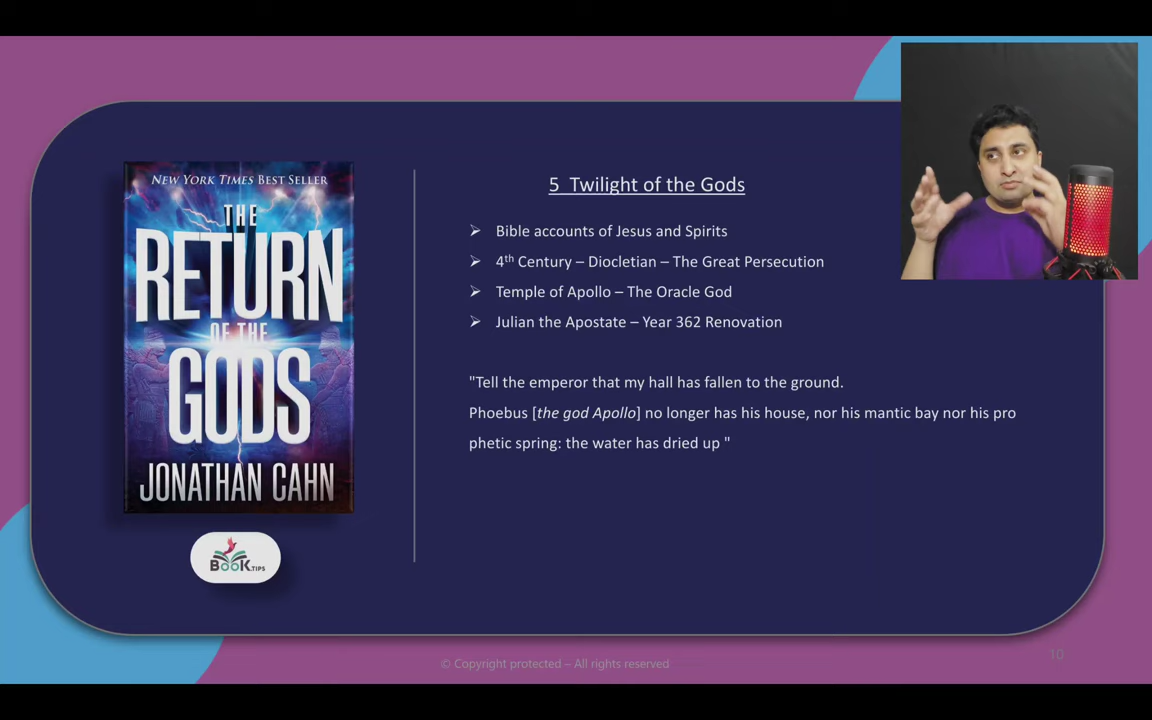 NEW YORK TIMES BEST SELLER
THE
RETURN
OF THE
GODS
JONATHAN CAHN
BOOK.TIPS
5 Twilight of the Gods
➢ Bible accounts of Jesus and Spirits
➢ 4th Century – Diocletian – The Great Persecution
➢ Temple of Apollo – The Oracle God
➢ Julian the Apostate – Year 362 Renovation
"Tell the emperor that my hall has fallen to the ground.
Phoebus [the god Apollo] no longer has his house, nor his mantic bay nor his pro
phetic spring: the water has dried up "
© Copyright protected – All rights reserved
10